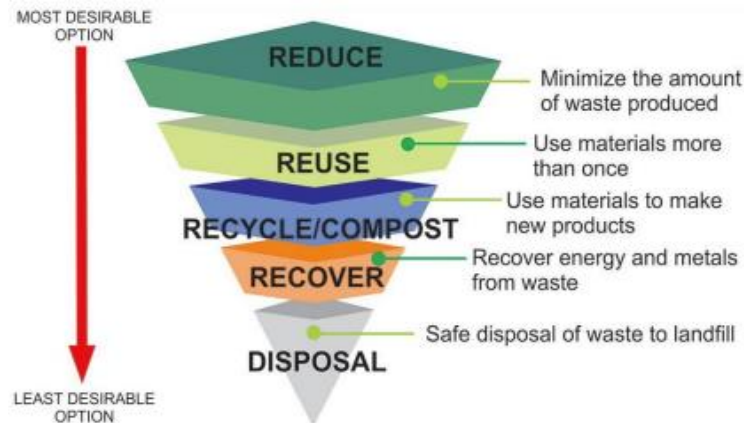 MOST DESIRABLE
OPTION
REDUCE
Minimize the amount
of waste produced
REUSE
Use materials more
than once
RECYCLE/COMPOST
Use materials to make
new products
RECOVER
Recover energy and metals
from waste
DISPOSAL
Safe disposal of waste to landfill
LEAST DESIRABLE
OPTION